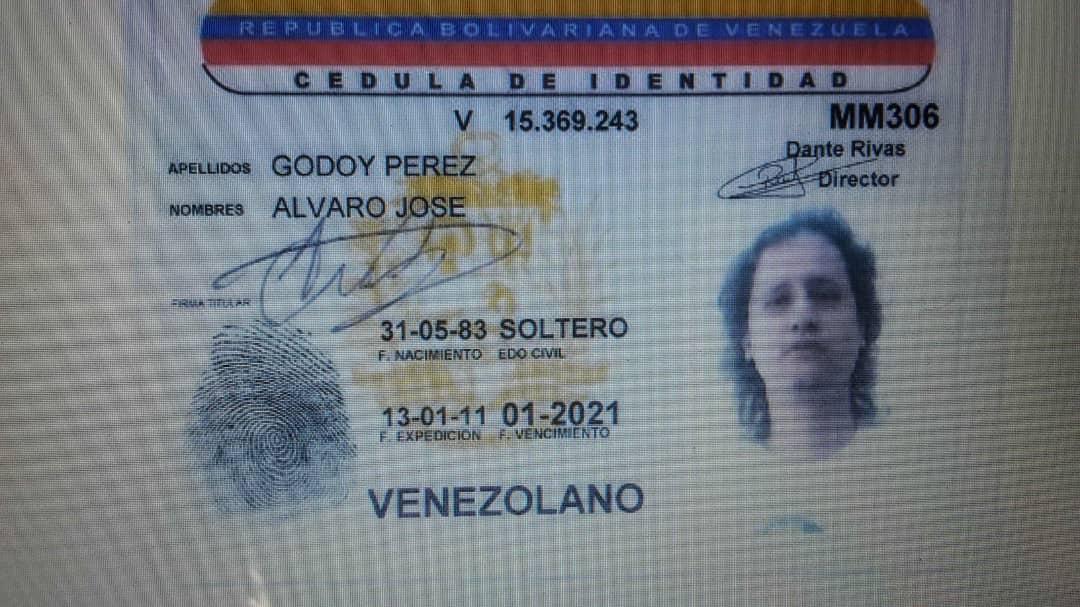 REPUBLICA BOLIVARIANA DE VENEZUELA
CEDULA DE IDENTIDAD
V 15.369.243
MM306
Dante Rivas
Director
APELLIDOS GODOY PEREZ
NOMBRES ALVARO JOSE
FIRMA TITULAR
31-05-83 SOLTERO
F. NACIMIENTO EDO CIVIL
13-01-11 01-2021
F. EXPEDICION F. VENCIMIENTO
VENEZOLANO